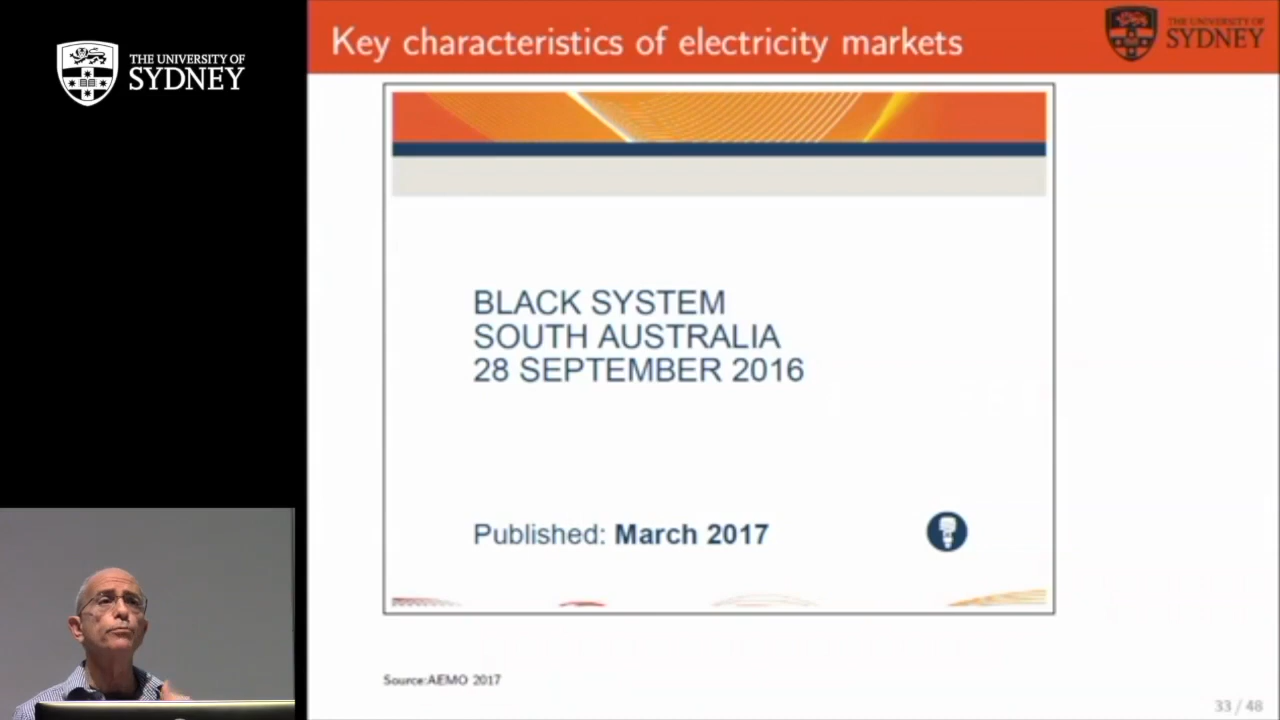 THE UNIVERSITY OF
SYDNEY
Key characteristics of electricity markets
THE UNIVERSITY OF
SYDNEY
BLACK SYSTEM
SOUTH AUSTRALIA
28 SEPTEMBER 2016
Published: March 2017
Source:AEMO 2017
33 / 48